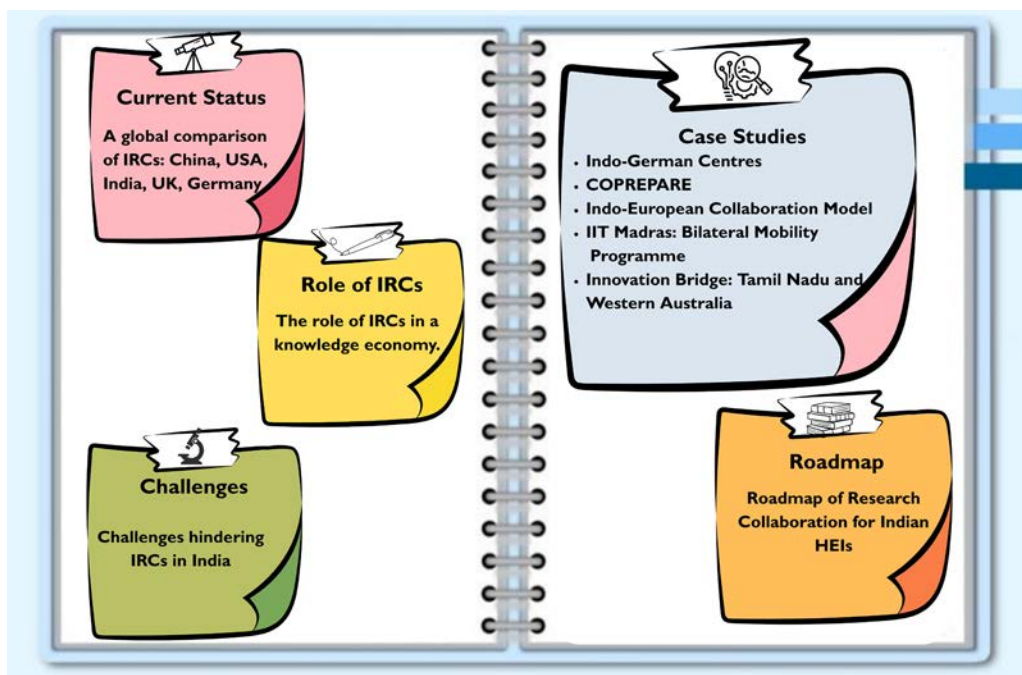 Current Status
A global comparison
of IRCs: China, USA,
India, UK, Germany
Role of IRCs
The role of IRCs in a
knowledge economy.
Challenges
Challenges hindering
IRCs in India
Case Studies
• Indo-German Centres
• COPREPARE
• Indo-European Collaboration Model
• IIT Madras: Bilateral Mobility
Programme
• Innovation Bridge: Tamil Nadu and
Western Australia
Roadmap
Roadmap of Research
Collaboration for Indian
HEIs